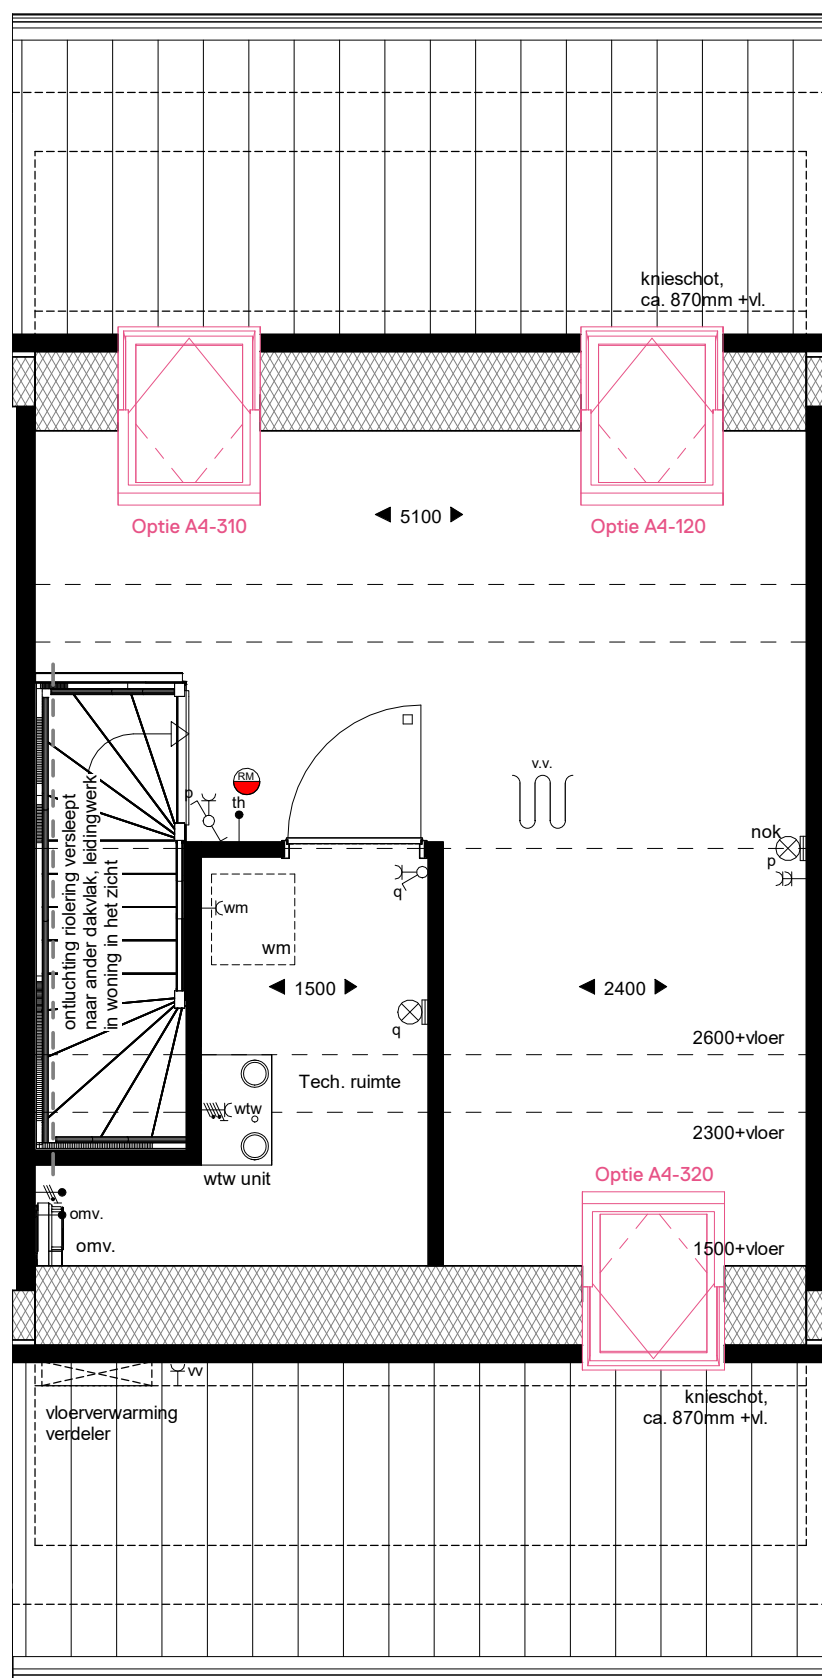 knieschot,
ca. 870mm +vl.
Optie A4-310
5100
Optie A4-120
v.v.
RM
p
th
nok
p
q
wm
wm
ontluchting riolering versleept
naar ander dakvlak, leidingwerk
in woning in het zicht
1500
2400
q
2600+vloer
Tech. ruimte
wtw
2300+vloer
wtw unit
Optie A4-320
omv.
omv.
1500+vloer
vv
knieschot,
ca. 870mm +vl.
vloerverwarming
verdeler